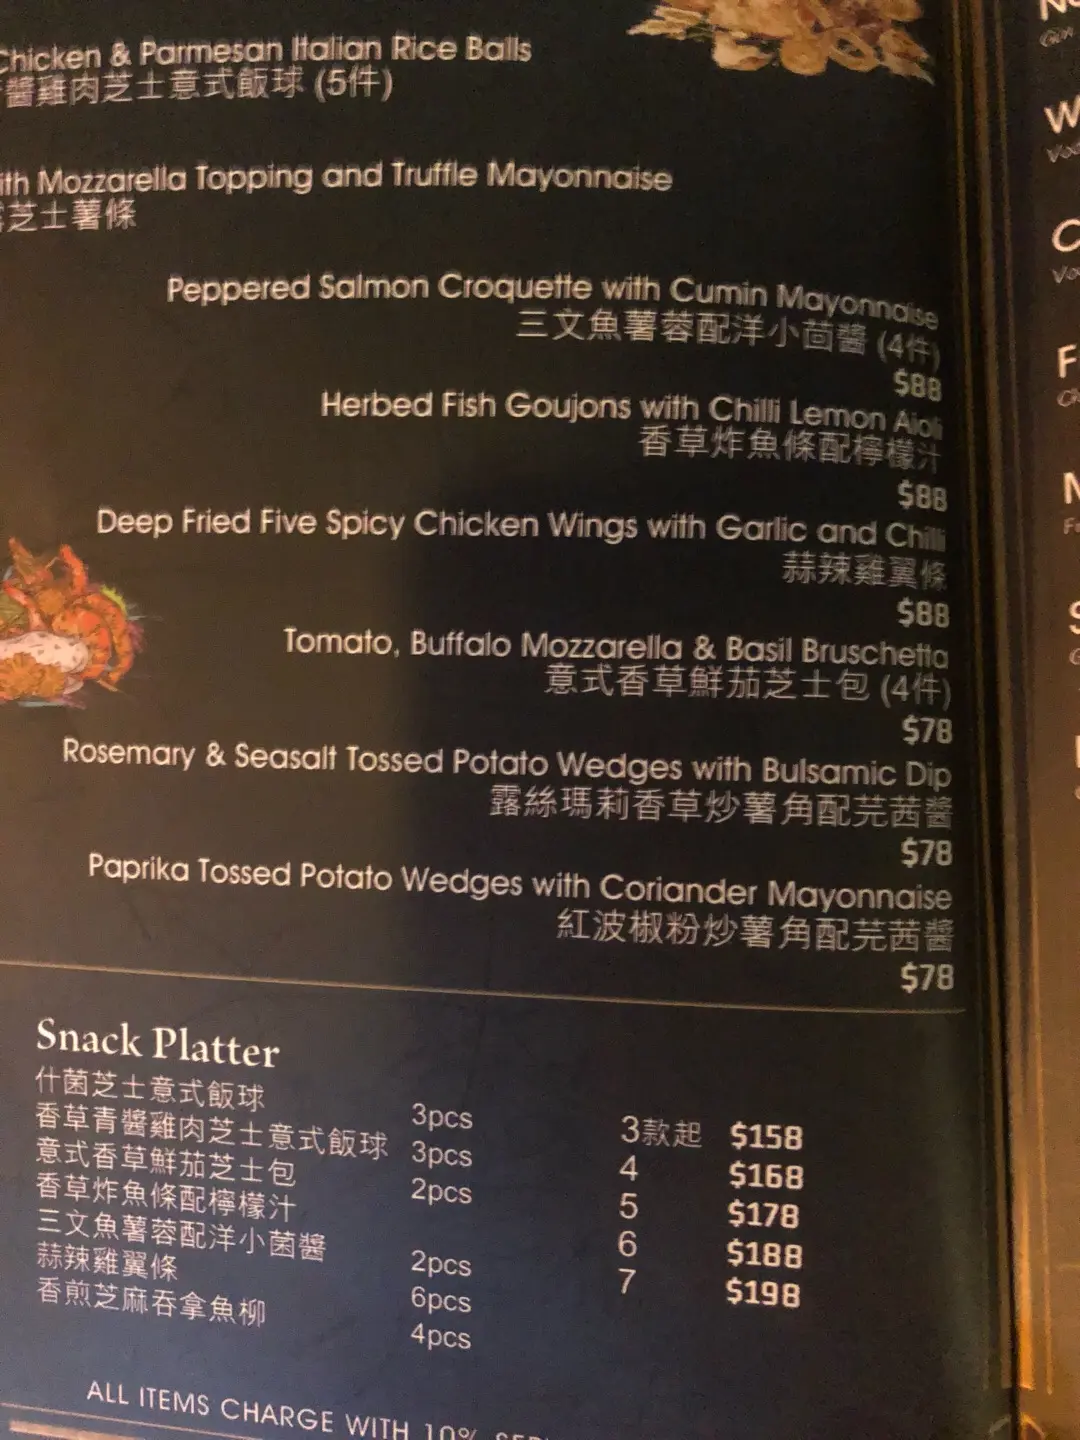 Chicken & Parmesan Italian Rice Balls
醬雞肉芝士意式飯球 (5件)
with Mozzarella Topping and Truffle Mayonnaise
芝士薯條
Peppered Salmon Croquette with Cumin Mayonnaise
三文魚薯蓉配洋小茴醬 (4件)
$88
Herbed Fish Goujons with Chilli Lemon Aioli
香草炸魚條配檸檬汁
$88
Deep Fried Five Spicy Chicken Wings with Garlic and Chilli
蒜辣雞翼條
$88
Tomato, Buffalo Mozzarella & Basil Bruschetta
意式香草鮮茄芝士包 (4件)
$78
Rosemary & Seasalt Tossed Potato Wedges with Bulsamic Dip
露絲瑪莉香草炒薯角配芫茜醬
$78
Paprika Tossed Potato Wedges with Coriander Mayonnaise
紅波椒粉炒薯角配芫茜醬
$78
Snack Platter
什菌芝士意式飯球 3pcs
香草青醬雞肉芝士意式飯球 3pcs
意式香草鮮茄芝士包 2pcs
香草炸魚條配檸檬汁
三文魚薯蓉配洋小菌醬 2pcs
蒜辣雞翼條 6pcs
香煎芝麻吞拿魚柳 4pcs
3款起 $158
4 $168
5 $178
6 $188
7 $198
ALL ITEMS CHARGE WITH 10%